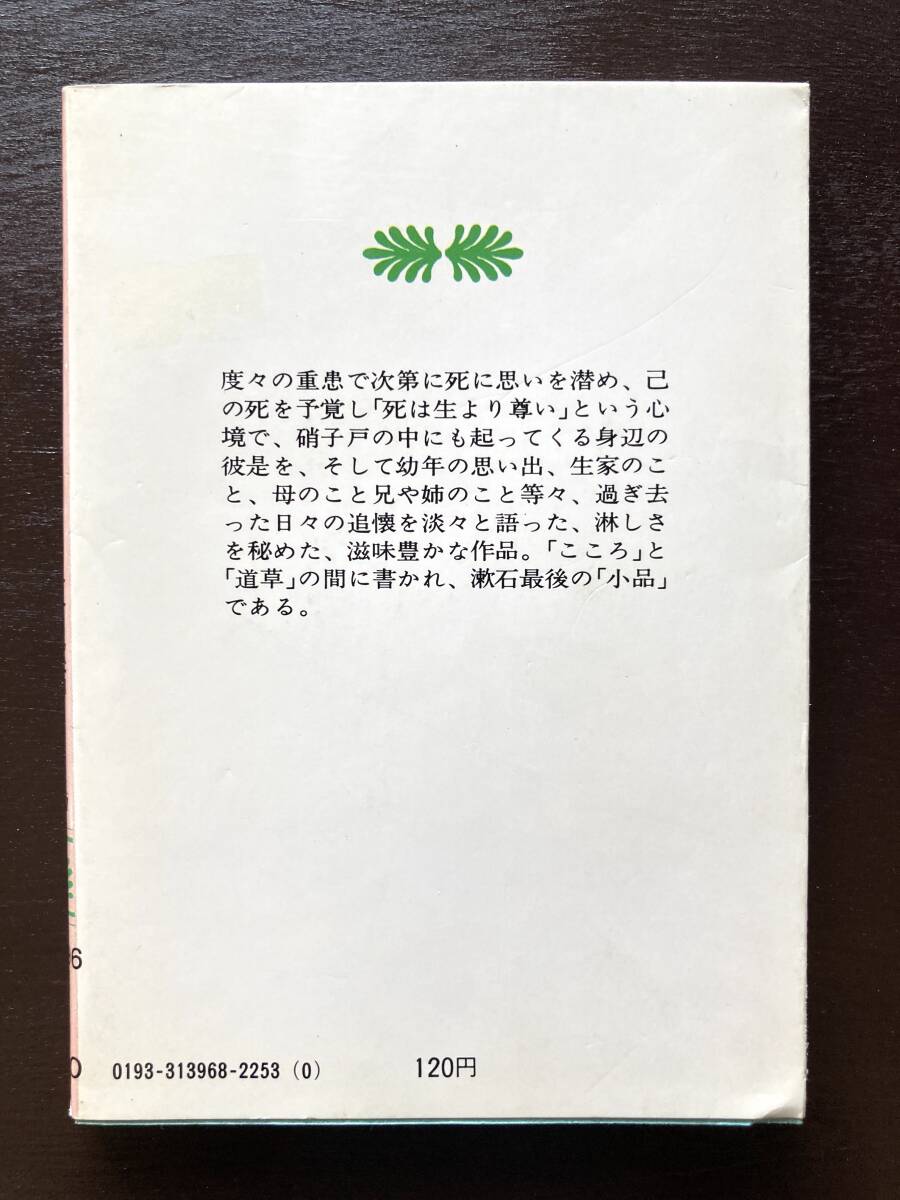 度々の重患で次第に死に思いを潜め、己
の死を予覚し「死は生より尊い」という心
境で、硝子戸の中にも起ってくる身辺の
彼是を、そして幼年の思い出、生家のこ
と、母のこと兄や姉のこと等々、過ぎ去
った日々の追懐を淡々と語った、淋しさ
を秘めた、滋味豊かな作品。「こころ」と
「道草」の間に書かれ、漱石最後の「小品」
である。
6
0193-313968-2253(0)
120円